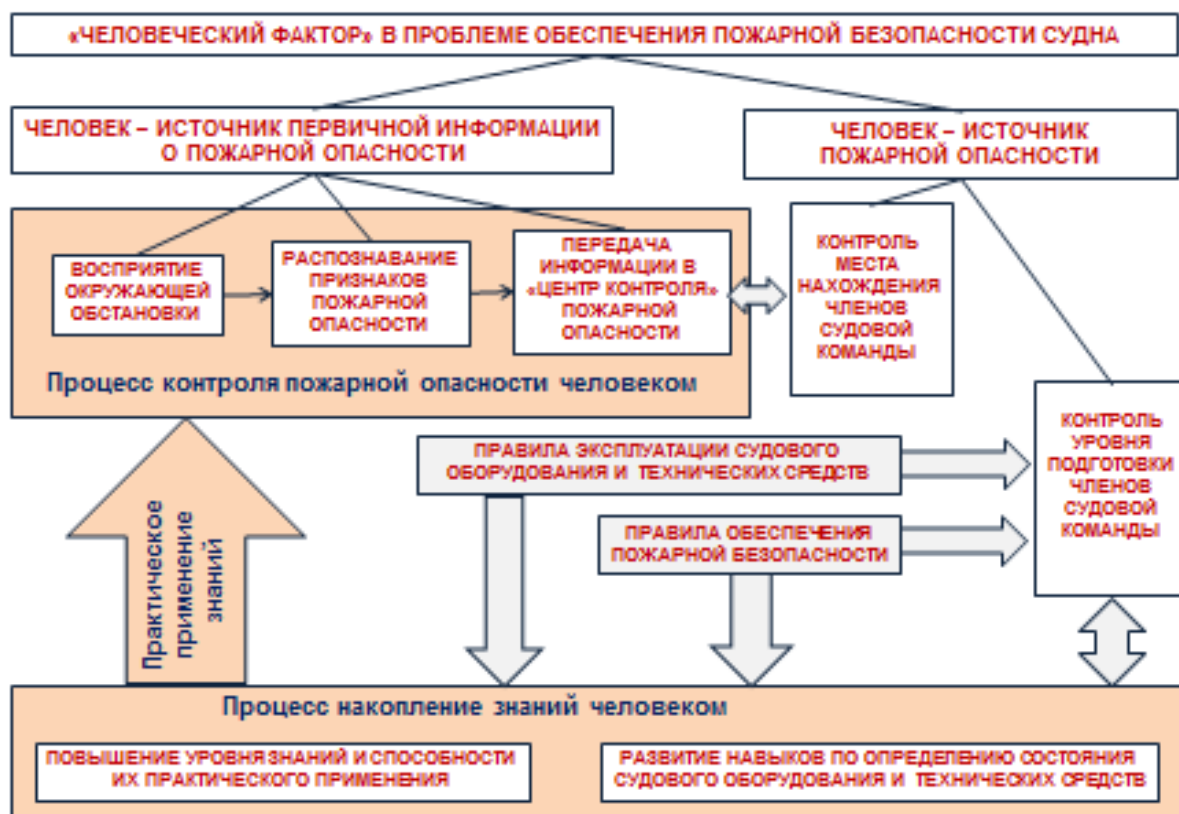 «ЧЕЛОВЕЧЕСКИЙ ФАКТОР» В ПРОБЛЕМЕ ОБЕСПЕЧЕНИЯ ПОЖАРНОЙ БЕЗОПАСНОСТИ СУДНА
ЧЕЛОВЕК – ИСТОЧНИК ПЕРВИЧНОЙ ИНФОРМАЦИИ
О ПОЖАРНОЙ ОПАСНОСТИ
ЧЕЛОВЕК – ИСТОЧНИК
ПОЖАРНОЙ ОПАСНОСТИ
ВОСПРИЯТИЕ
ОКРУЖАЮЩЕЙ
ОБСТАНОВКИ
РАСПОЗНАВАНИЕ
ПРИЗНАКОВ
ПОЖАРНОЙ
ОПАСНОСТИ
ПЕРЕДАЧА
ИНФОРМАЦИИ В
«ЦЕНТР КОНТРОЛЯ»
ПОЖАРНОЙ
ОПАСНОСТИ
КОНТРОЛЬ
МЕСТА
НАХОЖДЕНИЯ
ЧЛЕНОВ
СУДОВОЙ
КОМАНДЫ
Процесс контроля пожарной опасности человеком
КОНТРОЛЬ
УРОВНЯ
ПОДГОТОВКИ
ЧЛЕНОВ
СУДОВОЙ
КОМАНДЫ
ПРАВИЛА ЭКСПЛУАТАЦИИ СУДОВОГО
ОБОРУДОВАНИЯ И ТЕХНИЧЕСКИХ СРЕДСТВ
ПРАВИЛА ОБЕСПЕЧЕНИЯ
ПОЖАРНОЙ БЕЗОПАСНОСТИ
Практическое
применение
знаний
Процесс накопление знаний человеком
ПОВЫШЕНИЕ УРОВНЯ ЗНАНИЙ И СПОСОБНОСТИ
ИХ ПРАКТИЧЕСКОГО ПРИМЕНЕНИЯ
РАЗВИТИЕ НАВЫКОВ ПО ОПРЕДЕЛЕНИЮ СОСТОЯНИЯ
СУДОВОГО ОБОРУДОВАНИЯ И ТЕХНИЧЕСКИХ СРЕДСТВ